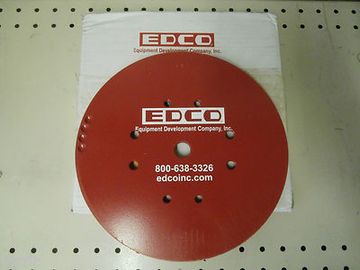 EDCO
Equipment Development Company, Inc.
EDCO
Equipment Development Company, Inc.
800-638-3326
edcoinc.com